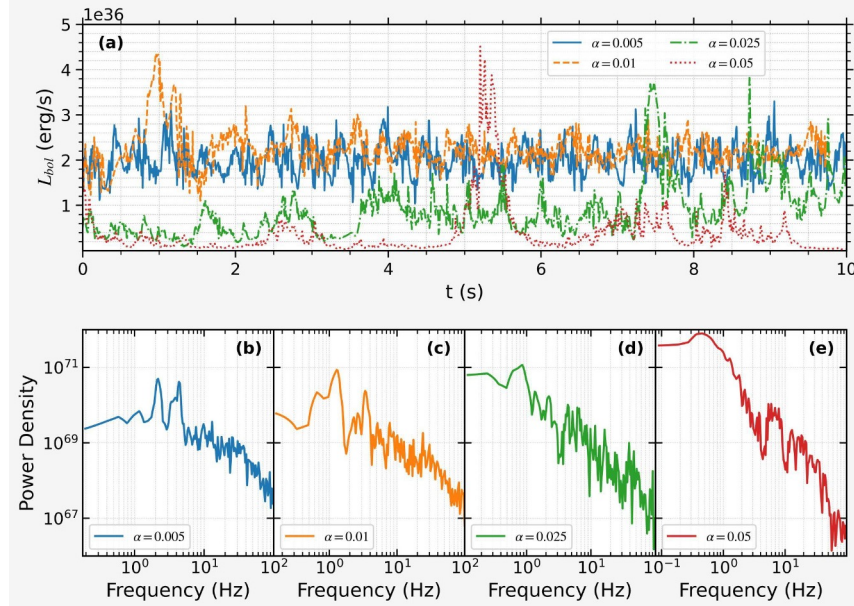 1e36
5
4
3
2
1
L_bol (erg/s)
(a)
α = 0.005
α = 0.01
α = 0.025
α = 0.05
0 2 4 6 8 10
t (s)
Power Density
10^71
10^69
10^67
(b)
α = 0.005
10^0 10^1 10^2
Frequency (Hz)
(c)
α = 0.01
10^0 10^1 10^2
Frequency (Hz)
(d)
α = 0.025
10^0 10^1
Frequency (Hz)
(e)
α = 0.05
10^-1 10^0 10^1
Frequency (Hz)